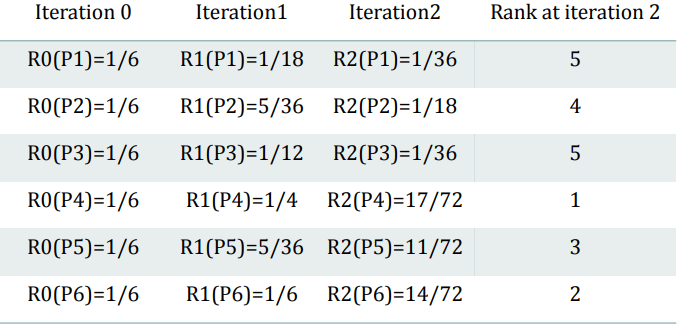 Iteration 0 Iteration1 Iteration2 Rank at iteration 2
R0(P1)=1/6 R1(P1)=1/18 R2(P1)=1/36 5
R0(P2)=1/6 R1(P2)=5/36 R2(P2)=1/18 4
R0(P3)=1/6 R1(P3)=1/12 R2(P3)=1/36 5
R0(P4)=1/6 R1(P4)=1/4 R2(P4)=17/72 1
R0(P5)=1/6 R1(P5)=5/36 R2(P5)=11/72 3
R0(P6)=1/6 R1(P6)=1/6 R2(P6)=14/72 2